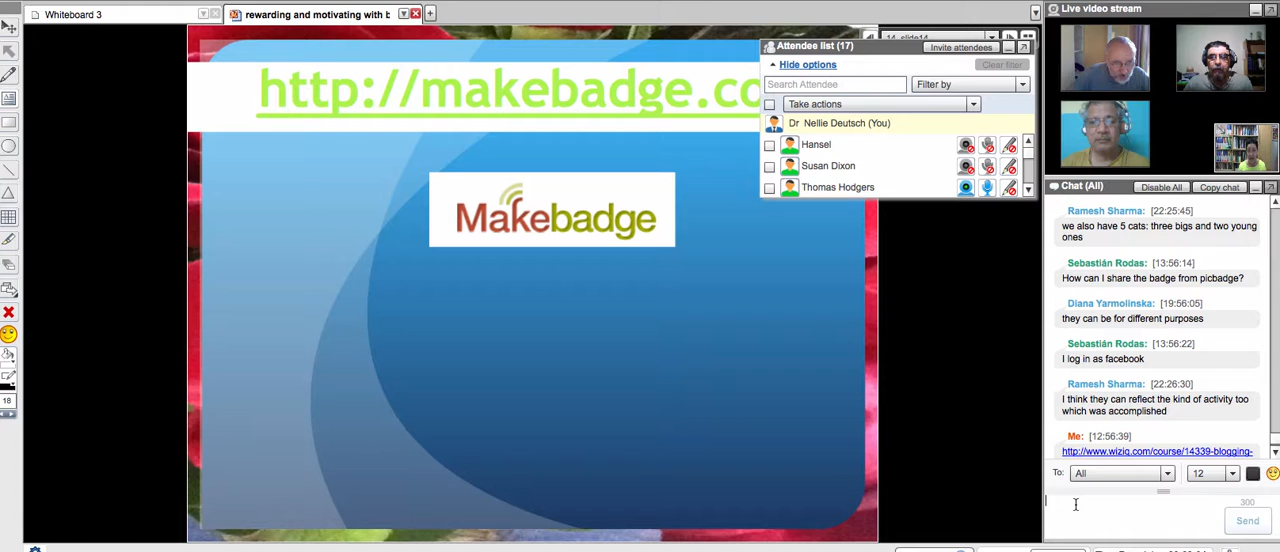 Whiteboard 3
rewarding and motivating with b
http://makebadge.co
Makebadge
14_slide14
Attendee list (17)
Invite attendees
Hide options
Clear filter
Search Attendee
Filter by
Take actions
Dr Nellie Deutsch (You)
Hansel
Susan Dixon
Thomas Hodgers
18
Live video stream
Chat (All)
Disable All
Copy chat
Ramesh Sharma: [22:25:45]
we also have 5 cats: three bigs and two young
ones
Sebastián Rodas: [13:56:14]
How can I share the badge from picbadge?
Diana Yarmolinska: [19:56:05]
they can be for different purposes
Sebastián Rodas: [13:56:22]
I log in as facebook
Ramesh Sharma: [22:26:30]
I think they can reflect the kind of activity too
which was accomplished
Me: [12:56:39]
http://www.wiziq.com/course/14339-blogging-
To: All 12
300
Send